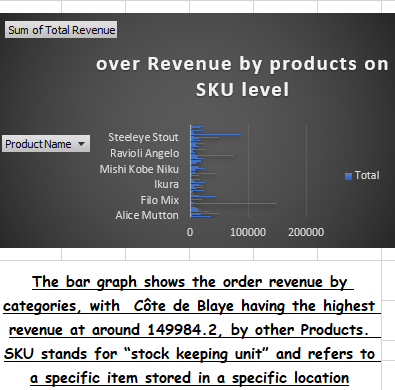 Sum of Total Revenue
over Revenue by products on
SKU level
Product Name
Steeleye Stout
Ravioli Angelo
Mishi Kobe Niku
Ikura
Filo Mix
Alice Mutton
Total
0 100000 200000
The bar graph shows the order revenue by
categories, with Côte de Blaye having the highest
revenue at around 149984.2, by other Products.
SKU stands for “stock keeping unit” and refers to
a specific item stored in a specific location